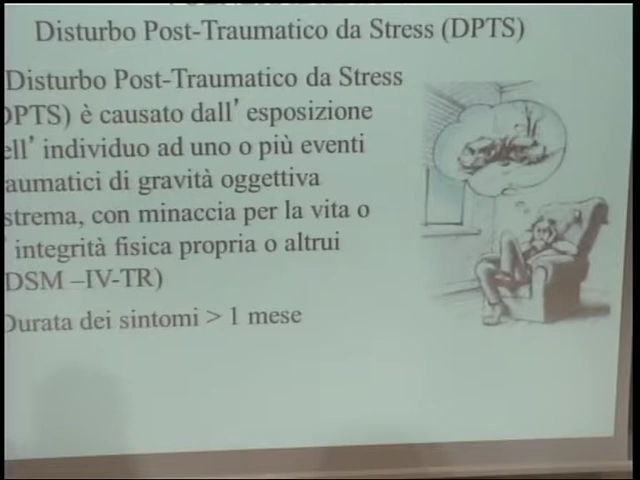 Disturbo Post-Traumatico da Stress (DPTS)
Disturbo Post-Traumatico da Stress
DPTS) è causato dall' esposizione
ell' individuo ad uno o più eventi
aumatici di gravità oggettiva
strema, con minaccia per la vita o
' integrità fisica propria o altrui
DSM –IV-TR)
Durata dei sintomi > 1 mese